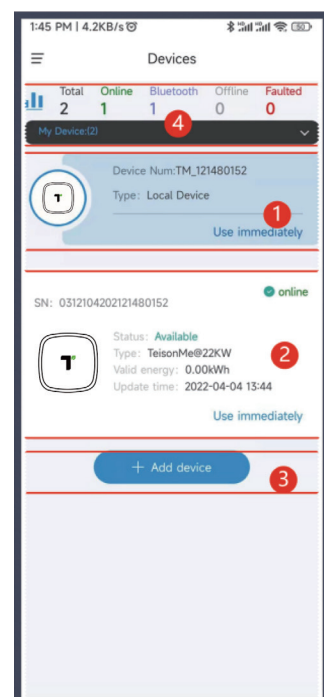 1:45 PM | 4.2KB/s
50
Devices
Total Online Bluetooth Offline Faulted
2 1 1 0 0
4
My Device:(2)
Device Num:TM_121480152
Type: Local Device
1
Use immediately
online
SN: 0312104202121480152
Status: Available
Type: TeisonMe@22KW
2
Valid energy: 0.00kWh
Update time: 2022-04-04 13:44
Use immediately
+ Add device
3